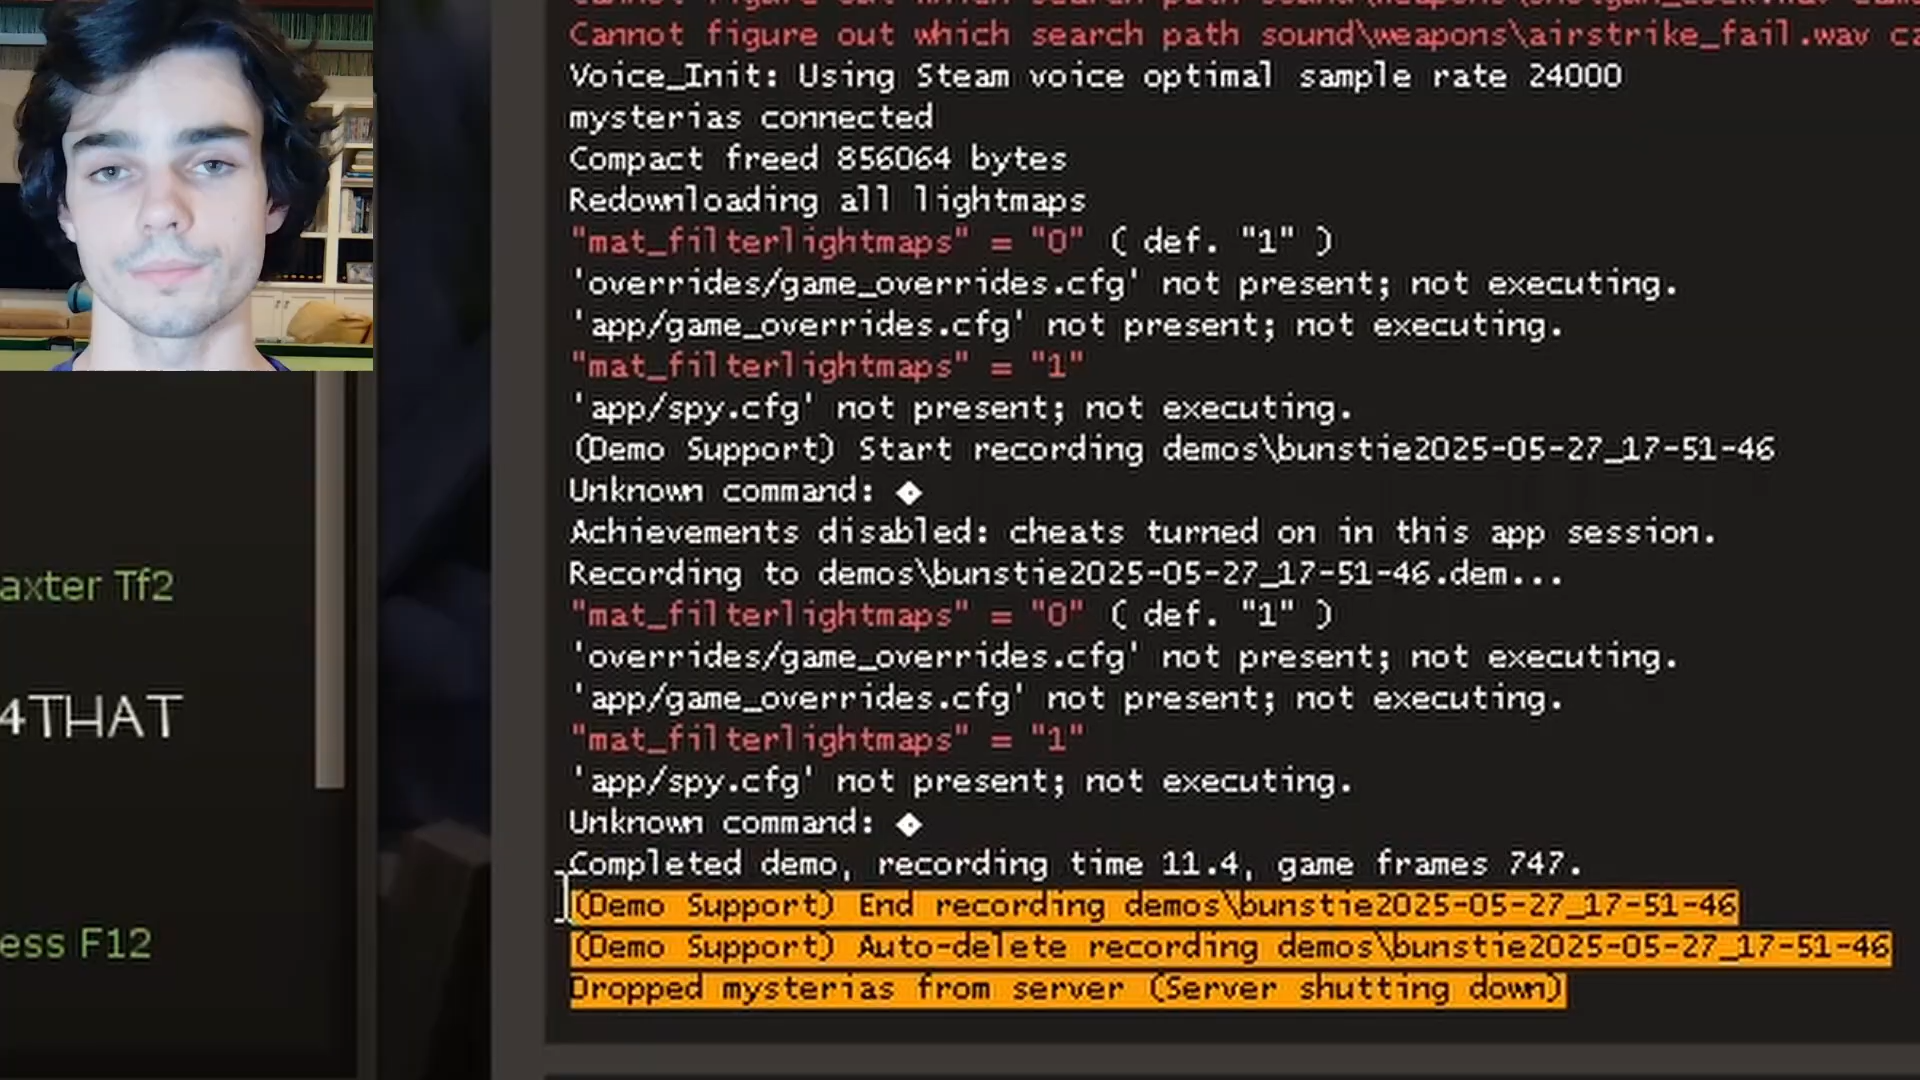 Cannot figure out which search path sound\weapons\airstrike_fail.wav
Voice_Init: Using Steam voice optimal sample rate 24000
mysterias connected
Compact freed 856064 bytes
Redownloading all lightmaps
"mat_filterlightmaps" = "0" ( def. "1" )
'overrides/game_overrides.cfg' not present; not executing.
'app/game_overrides.cfg' not present; not executing.
"mat_filterlightmaps" = "1"
'app/spy.cfg' not present; not executing.
(Demo Support) Start recording demos\bunstie2025-05-27_17-51-46
Unknown command: �
Achievements disabled: cheats turned on in this app session.
Recording to demos\bunstie2025-05-27_17-51-46.dem...
"mat_filterlightmaps" = "0" ( def. "1" )
'overrides/game_overrides.cfg' not present; not executing.
'app/game_overrides.cfg' not present; not executing.
"mat_filterlightmaps" = "1"
'app/spy.cfg' not present; not executing.
Unknown command: �
Completed demo, recording time 11.4, game frames 747.
(Demo Support) End recording demos\bunstie2025-05-27_17-51-46
(Demo Support) Auto-delete recording demos\bunstie2025-05-27_17-51-46
Dropped mysterias from server (Server shutting down)
axter Tf2
4THAT
ess F12